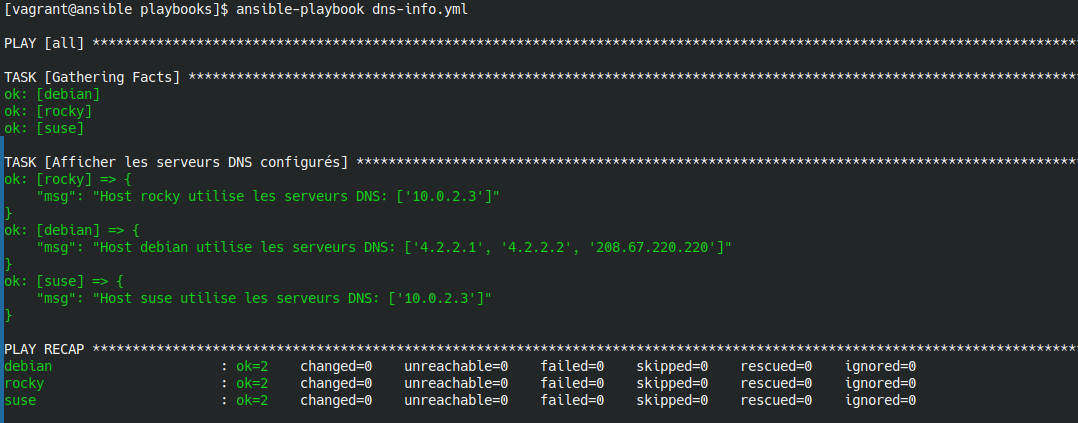 [vagrant@ansible playbooks]$ ansible-playbook dns-info.yml
PLAY [all] ***************************************************************************************************************************
TASK [Gathering Facts] ***************************************************************************************************************
ok: [debian]
ok: [rocky]
ok: [suse]
TASK [Afficher les serveurs DNS configurés] ******************************************************************************************
ok: [rocky] => {
    "msg": "Host rocky utilise les serveurs DNS: ['10.0.2.3']"
}
ok: [debian] => {
    "msg": "Host debian utilise les serveurs DNS: ['4.2.2.1', '4.2.2.2', '208.67.220.220']"
}
ok: [suse] => {
    "msg": "Host suse utilise les serveurs DNS: ['10.0.2.3']"
}
PLAY RECAP ***************************************************************************************************************************
debian                     : ok=2    changed=0    unreachable=0    failed=0    skipped=0    rescued=0    ignored=0
rocky                      : ok=2    changed=0    unreachable=0    failed=0    skipped=0    rescued=0    ignored=0
suse                       : ok=2    changed=0    unreachable=0    failed=0    skipped=0    rescued=0    ignored=0